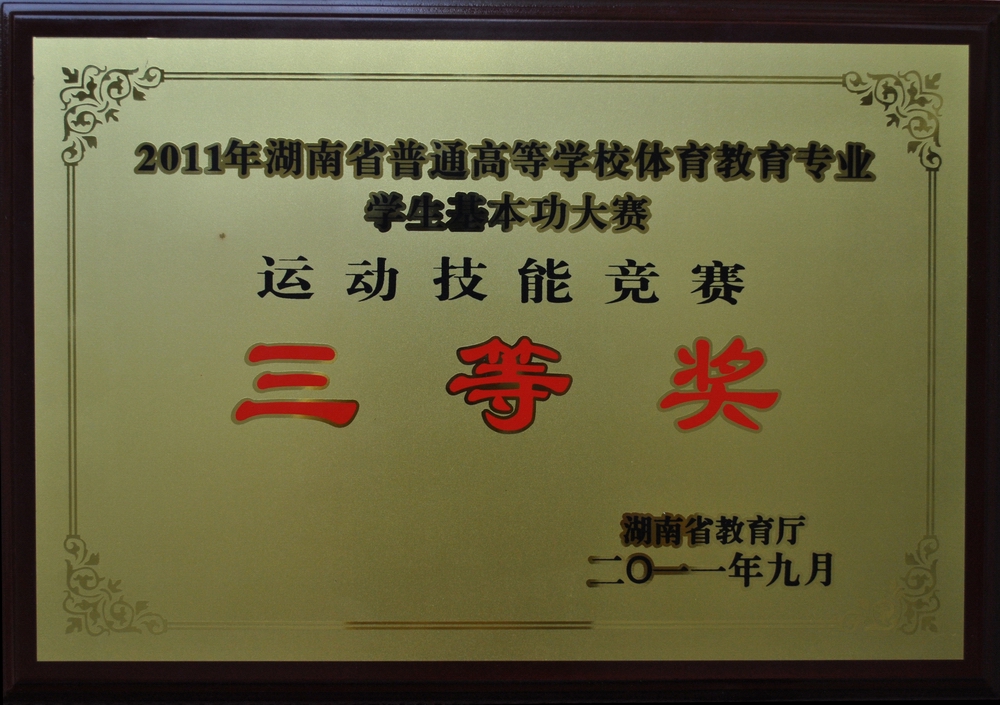 2011年湖南省普通高等学校体育教育专业
学生基本功大赛
运动技能竞赛
三等奖
湖南省教育厅
二〇一一年九月